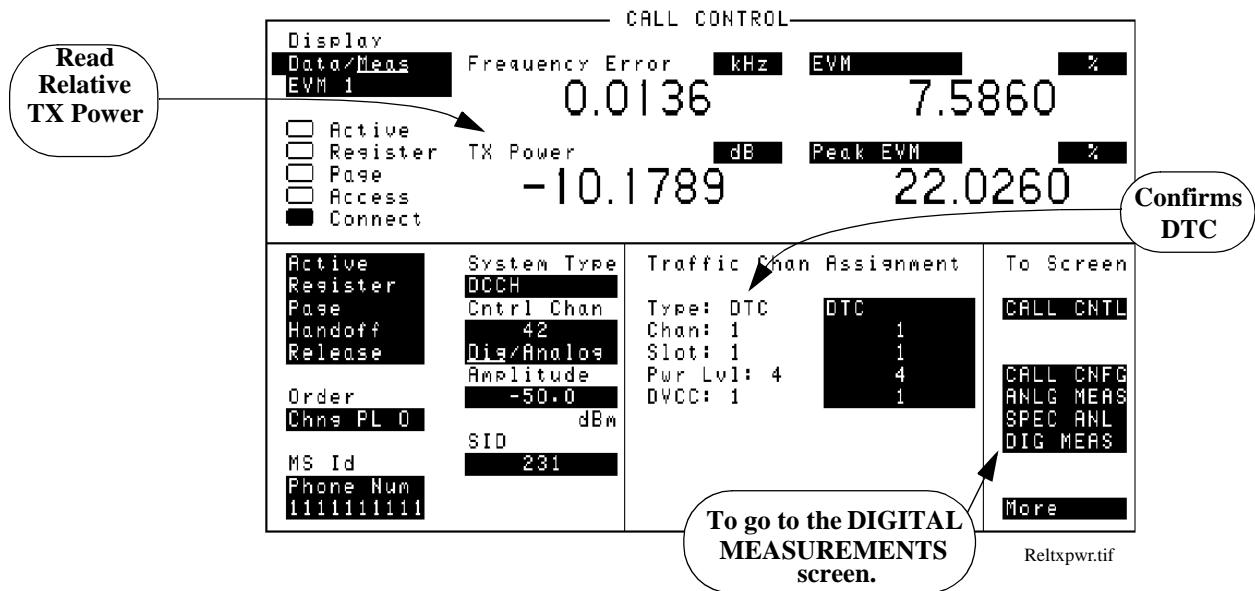 CALL CONTROL
Read
Relative
TX Power
Display
Data/Meas
EVM 1
Frequency Error kHz
0.0136
EVM %
7.5860
Active
Register
Page
Access
Connect
TX Power dB
-10.1789
Peak EVM %
22.0260
Confirms
DTC
Active
Register
Page
Handoff
Release
Order
Chng PL 0
MS Id
Phone Num
1111111111
System Type
DCCH
Cntrl Chan
42
Dig/Analog
Amplitude
-50.0
dBm
SID
231
Traffic Chan Assignment
Type: DTC DTC
Chan: 1 1
Slot: 1 1
Pwr Lvl: 4 4
DVCC: 1 1
To Screen
CALL CNTL
CALL CNFG
ANLG MEAS
SPEC ANL
DIG MEAS
More
To go to the DIGITAL
MEASUREMENTS
screen.
Reltxpwr.tif